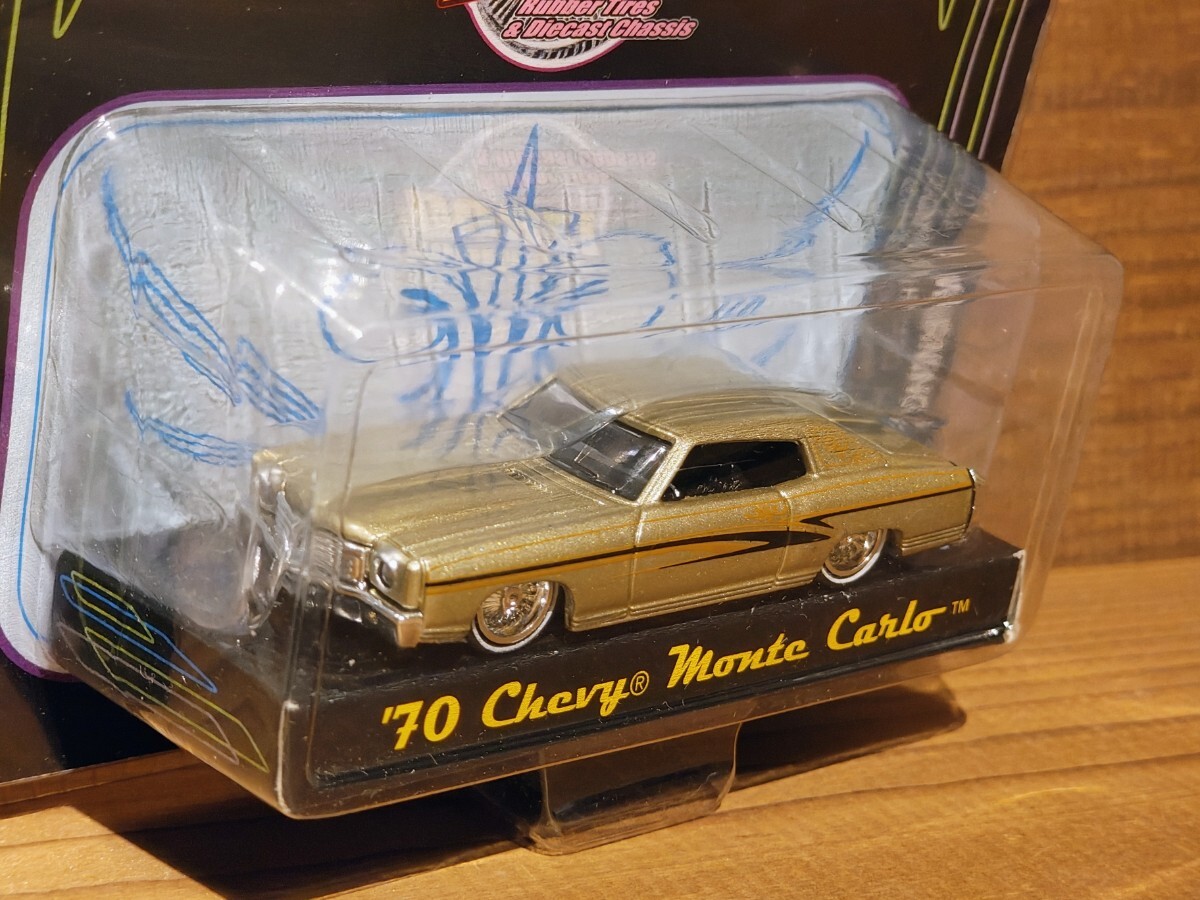 Rubber Tires
& Diecast Chassis
'70 Chevy® Monte Carlo™